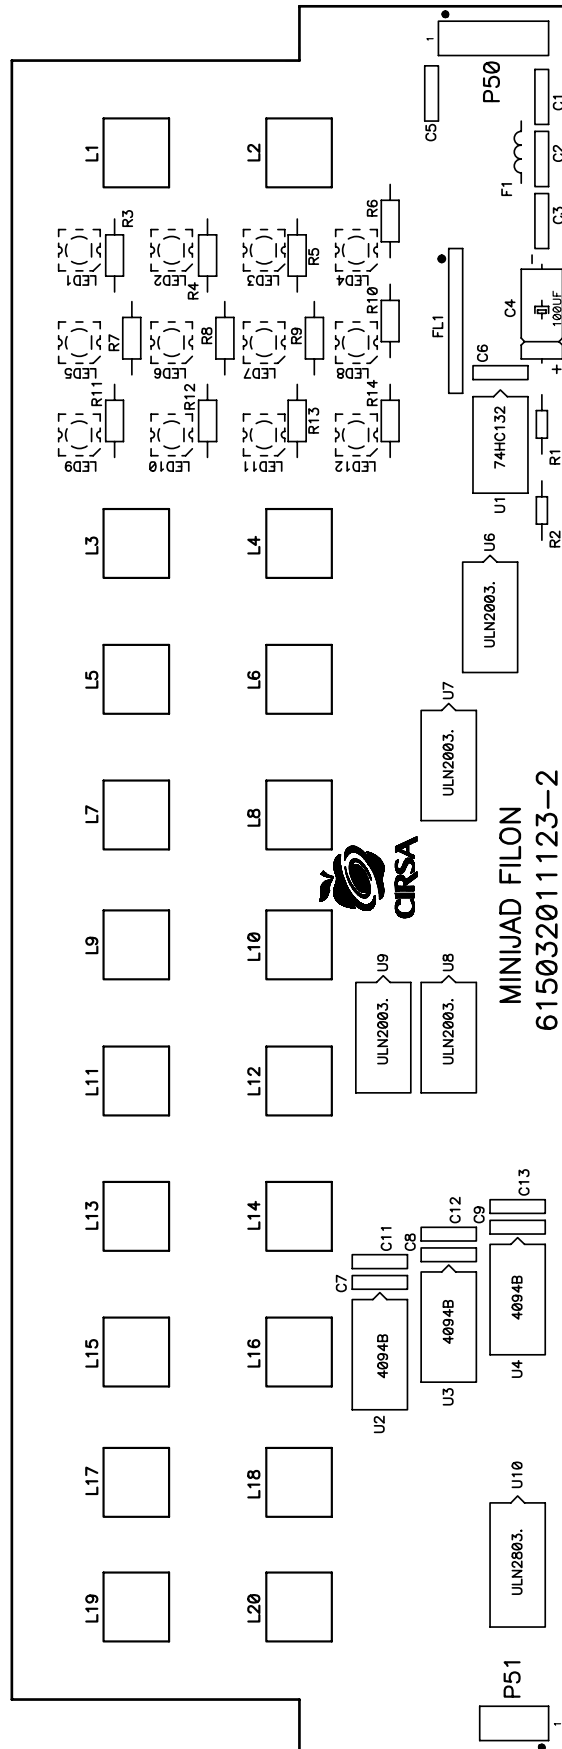 1
P50
C5
C1
C2
F1
C3
L1
L2
R3
R4
R5
R6
LED1
LED2
LED3
LED4
FL1
C4
100UF
−
+
C6
R7
R8
R9
R10
LED5
LED6
LED7
LED8
R11
R12
R13
R14
LED9
LED10
LED11
LED12
74HC132
U1
R1
R2
L3
L4
U6
ULN2003.
L5
L6
U7
ULN2003.
L7
L8
CIRSA
MINIJAD FILON
615032011123-2
L9
L10
U9
ULN2003.
U8
ULN2003.
L11
L12
L13
L14
C7
C11
C8
C12
C9
C13
4094B
U2
4094B
U3
4094B
U4
L15
L16
L17
L18
U10
ULN2803.
L19
L20
P51
1